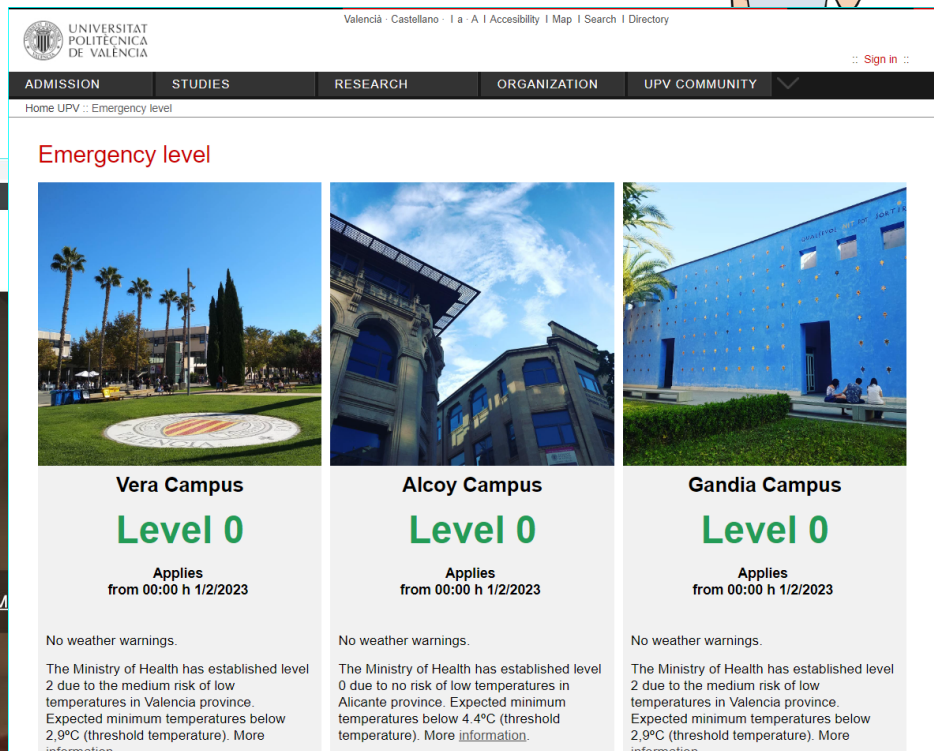 UNIVERSITAT
POLITÈCNICA
DE VALÈNCIA
Valencià · Castellano · I a · A I Accesibility I Map I Search I Directory
:: Sign in ::
ADMISSION STUDIES RESEARCH ORGANIZATION UPV COMMUNITY
Home UPV :: Emergency level
Emergency level
Vera Campus
Level 0
Applies
from 00:00 h 1/2/2023
No weather warnings.
The Ministry of Health has established level
2 due to the medium risk of low
temperatures in Valencia province.
Expected minimum temperatures below
2,9ºC (threshold temperature). More
information
Alcoy Campus
Level 0
Applies
from 00:00 h 1/2/2023
No weather warnings.
The Ministry of Health has established level
0 due to no risk of low temperatures in
Alicante province. Expected minimum
temperatures below 4.4ºC (threshold
temperature). More information.
Gandia Campus
Level 0
Applies
from 00:00 h 1/2/2023
No weather warnings.
The Ministry of Health has established level
2 due to the medium risk of low
temperatures in Valencia province.
Expected minimum temperatures below
2,9ºC (threshold temperature). More
information